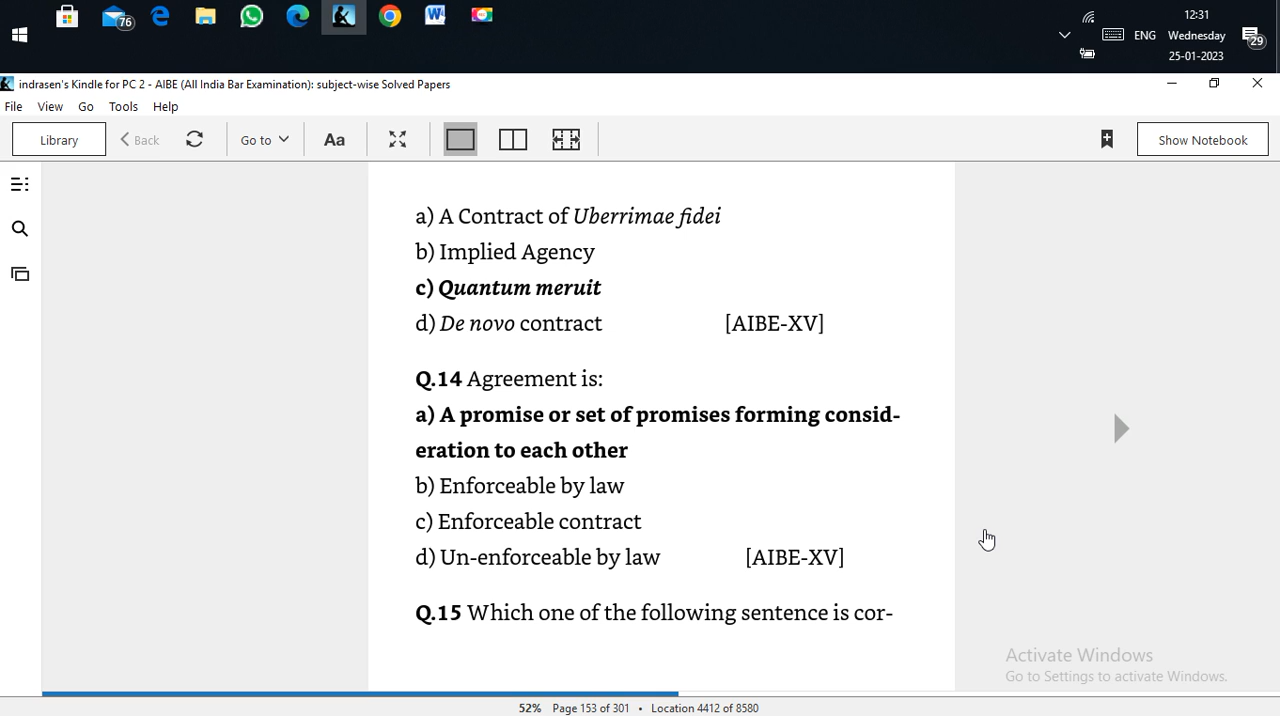 76
12:31
ENG Wednesday
29
25-01-2023
indrasen's Kindle for PC 2 - AIBE (All India Bar Examination): subject-wise Solved Papers
File View Go Tools Help
Library Back Go to Aa Show Notebook
a) A Contract of Uberrimae fidei
b) Implied Agency
c) Quantum meruit
d) De novo contract [AIBE-XV]
Q.14 Agreement is:
a) A promise or set of promises forming consid-
eration to each other
b) Enforceable by law
c) Enforceable contract
d) Un-enforceable by law [AIBE-XV]
Q.15 Which one of the following sentence is cor-
Activate Windows
Go to Settings to activate Windows.
52% Page 153 of 301 • Location 4412 of 8580